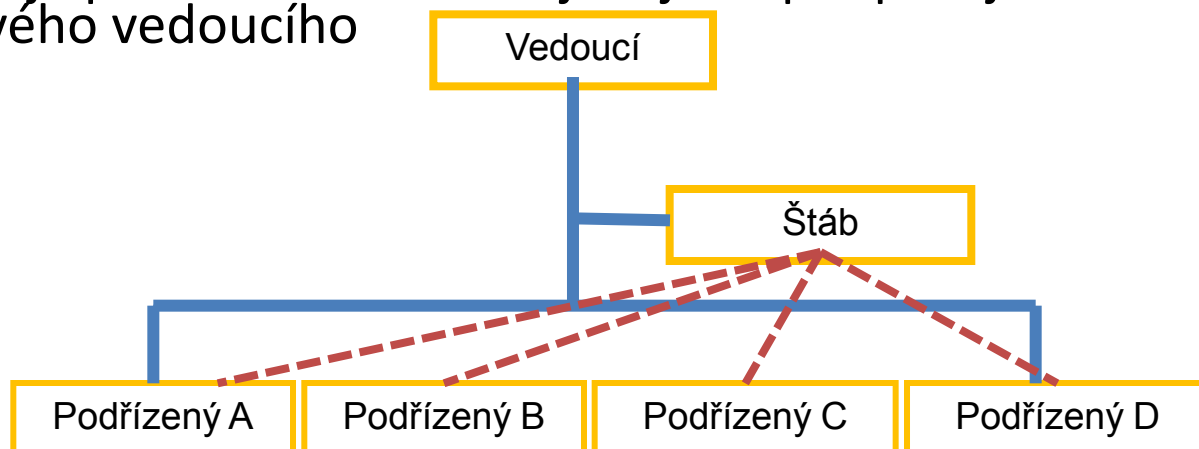 vého vedoucího
Vedoucí
Štáb
Podřízený A
Podřízený B
Podřízený C
Podřízený D